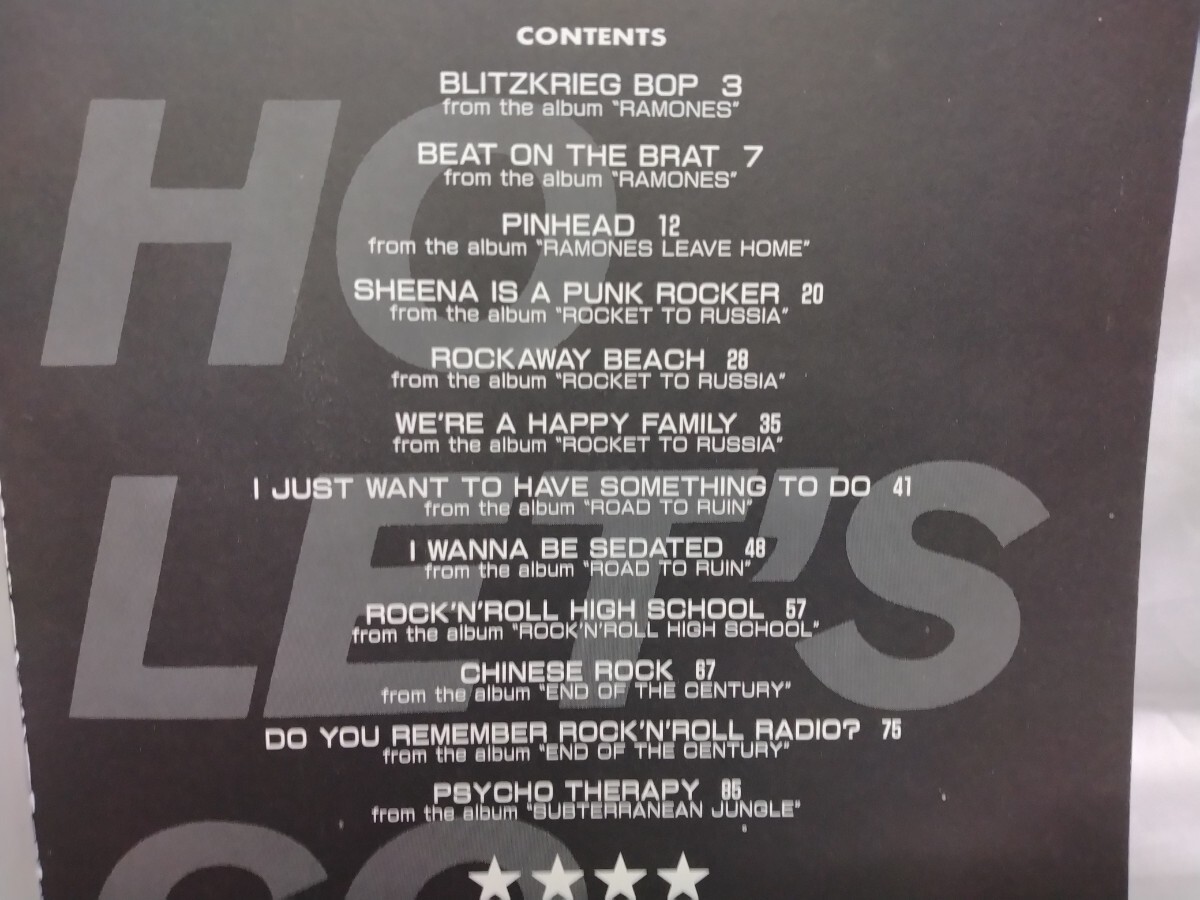 CONTENTS
BLITZKRIEG BOP 3
from the album "RAMONES"
BEAT ON THE BRAT 7
from the album "RAMONES"
PINHEAD 12
from the album "RAMONES LEAVE HOME"
SHEENA IS A PUNK ROCKER 20
from the album "ROCKET TO RUSSIA"
ROCKAWAY BEACH 28
from the album "ROCKET TO RUSSIA"
WE'RE A HAPPY FAMILY 35
from the album "ROCKET TO RUSSIA"
I JUST WANT TO HAVE SOMETHING TO DO 41
from the album "ROAD TO RUIN"
I WANNA BE SEDATED 48
from the album "ROAD TO RUIN"
ROCK'N'ROLL HIGH SCHOOL 57
from the album "ROCK'N'ROLL HIGH SCHOOL"
CHINESE ROCK 67
from the album "END OF THE CENTURY"
DO YOU REMEMBER ROCK'N'ROLL RADIO? 75
from the album "END OF THE CENTURY"
PSYCHO THERAPY 85
from the album "SUBTERRANEAN JUNGLE"
HO
LET'S